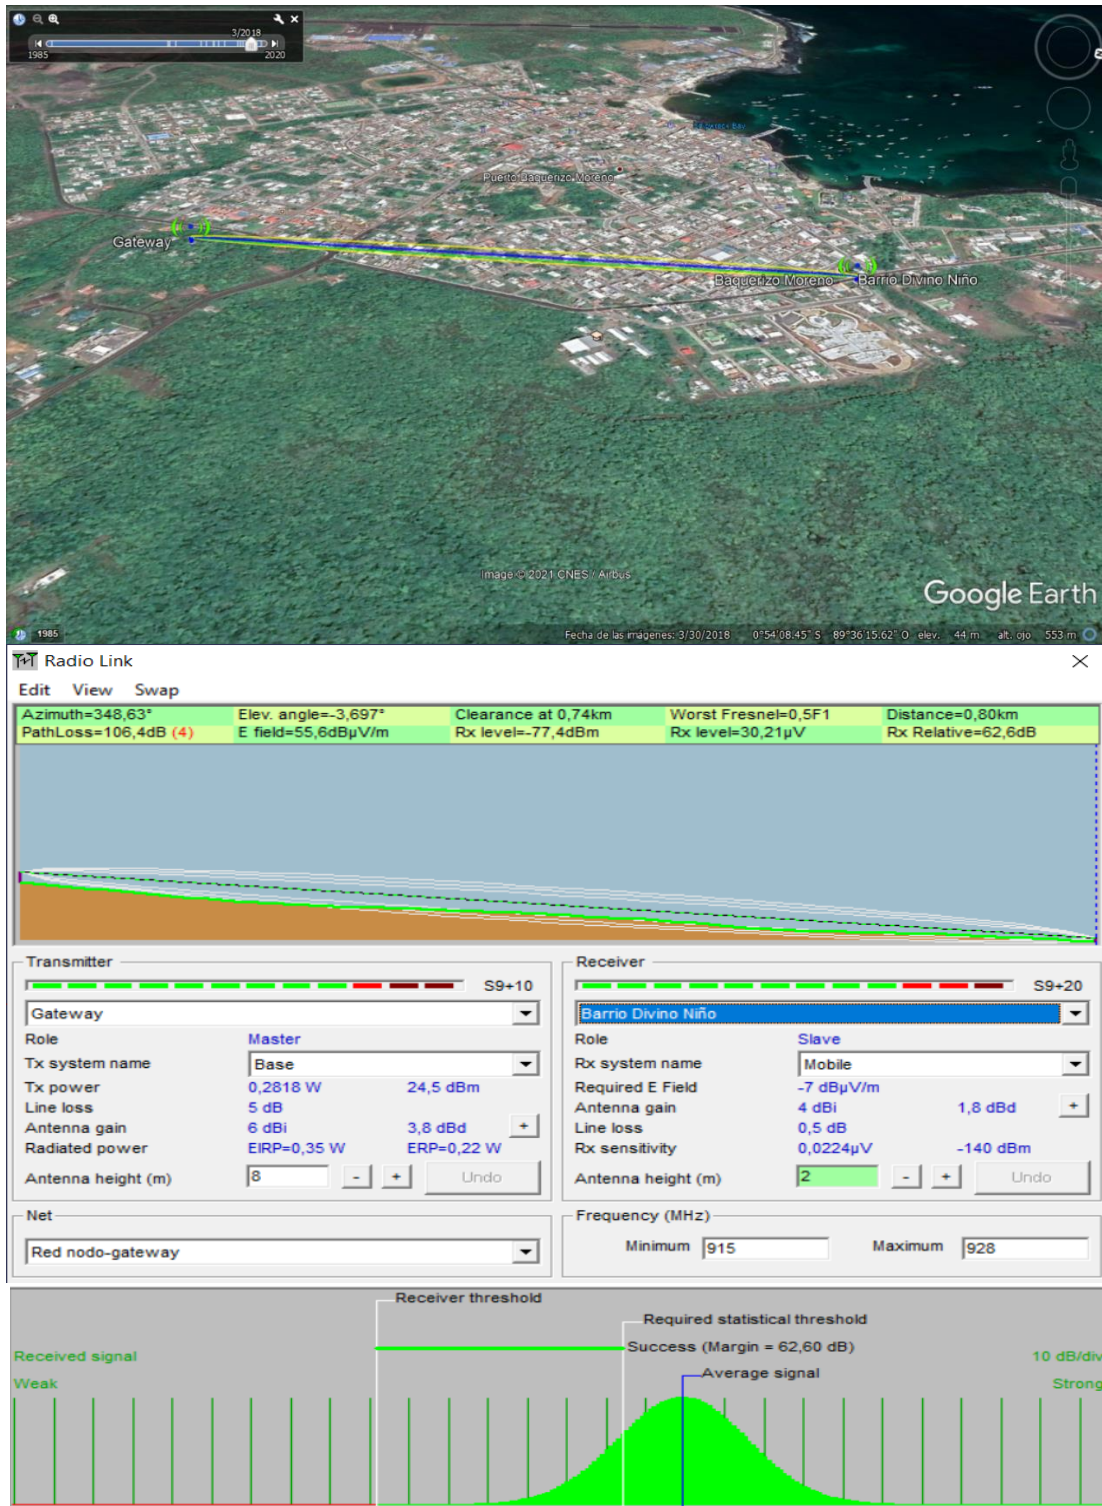 3/2018
1985
2020
Puerto Baquerizo Moreno
Gateway
Baquerizo Moreno
Barrio Divino Niño
Image © 2021 CNES / Airbus
Google Earth
1985
Fecha de las imágenes: 3/30/2018 0°54'08.45" S 89°36'15.62" O elev. 44 m alt. ojo 553 m
Radio Link
Edit View Swap
Azimuth=348,63° Elev. angle=-3,697° Clearance at 0,74km Worst Fresnel=0,5F1 Distance=0,80km
PathLoss=106,4dB (4) E field=55,6dBµV/m Rx level=-77,4dBm Rx level=30,21µV Rx Relative=62,6dB
Transmitter
S9+10
Gateway
Role Master
Tx system name Base
Tx power 0,2818 W 24,5 dBm
Line loss 5 dB
Antenna gain 6 dBi 3,8 dBd +
Radiated power EIRP=0,35 W ERP=0,22 W
Antenna height (m) 8 - + Undo
Net
Red nodo-gateway
Receiver
S9+20
Barrio Divino Niño
Role Slave
Rx system name Mobile
Required E Field -7 dBµV/m
Antenna gain 4 dBi 1,8 dBd +
Line loss 0,5 dB
Rx sensitivity 0,0224µV -140 dBm
Antenna height (m) 2 - + Undo
Frequency (MHz)
Minimum 915 Maximum 928
Receiver threshold
Required statistical threshold
Success (Margin = 62,60 dB)
Received signal
10 dB/div
Average signal
Weak
Strong